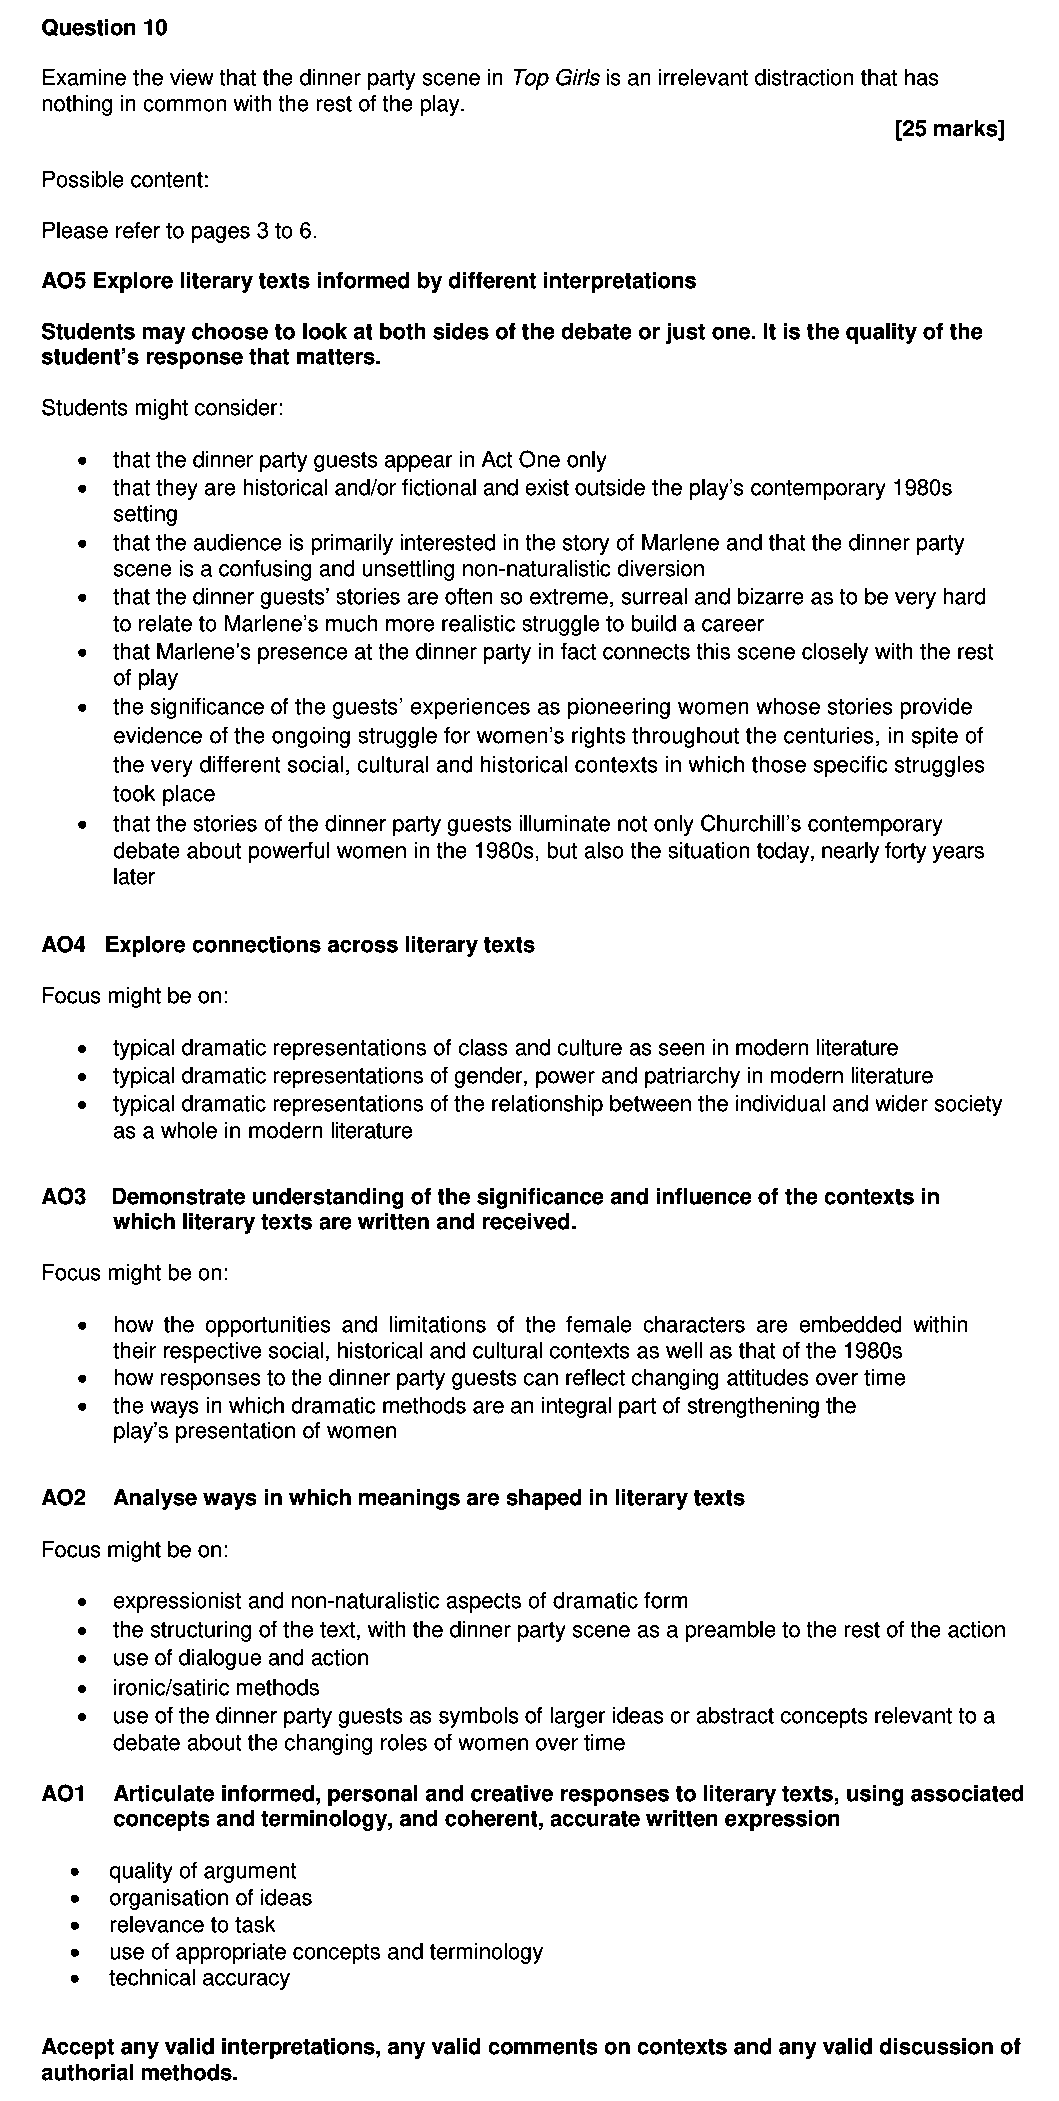 Question 10
Examine the view that the dinner party scene in Top Girls is an irrelevant distraction that has
nothing in common with the rest of the play.
[25 marks]
Possible content:
Please refer to pages 3 to 6.
AO5 Explore literary texts informed by different interpretations
Students may choose to look at both sides of the debate or just one. It is the quality of the
student’s response that matters.
Students might consider:
• that the dinner party guests appear in Act One only
• that they are historical and/or fictional and exist outside the play’s contemporary 1980s
setting
• that the audience is primarily interested in the story of Marlene and that the dinner party
scene is a confusing and unsettling non-naturalistic diversion
• that the dinner guests’ stories are often so extreme, surreal and bizarre as to be very hard
to relate to Marlene’s much more realistic struggle to build a career
• that Marlene’s presence at the dinner party in fact connects this scene closely with the rest
of play
• the significance of the guests’ experiences as pioneering women whose stories provide
evidence of the ongoing struggle for women’s rights throughout the centuries, in spite of
the very different social, cultural and historical contexts in which those specific struggles
took place
• that the stories of the dinner party guests illuminate not only Churchill’s contemporary
debate about powerful women in the 1980s, but also the situation today, nearly forty years
later
AO4 Explore connections across literary texts
Focus might be on:
• typical dramatic representations of class and culture as seen in modern literature
• typical dramatic representations of gender, power and patriarchy in modern literature
• typical dramatic representations of the relationship between the individual and wider society
as a whole in modern literature
AO3 Demonstrate understanding of the significance and influence of the contexts in
which literary texts are written and received.
Focus might be on:
• how the opportunities and limitations of the female characters are embedded within
their respective social, historical and cultural contexts as well as that of the 1980s
• how responses to the dinner party guests can reflect changing attitudes over time
• the ways in which dramatic methods are an integral part of strengthening the
play’s presentation of women
AO2 Analyse ways in which meanings are shaped in literary texts
Focus might be on:
• expressionist and non-naturalistic aspects of dramatic form
• the structuring of the text, with the dinner party scene as a preamble to the rest of the action
• use of dialogue and action
• ironic/satiric methods
• use of the dinner party guests as symbols of larger ideas or abstract concepts relevant to a
debate about the changing roles of women over time
AO1 Articulate informed, personal and creative responses to literary texts, using associated
concepts and terminology, and coherent, accurate written expression
• quality of argument
• organisation of ideas
• relevance to task
• use of appropriate concepts and terminology
• technical accuracy
Accept any valid interpretations, any valid comments on contexts and any valid discussion of
authorial methods.